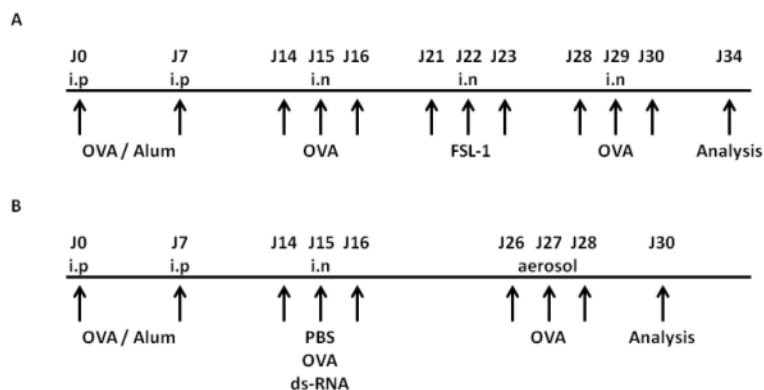 A
J0 J7 J14 J15 J16 J21 J22 J23 J28 J29 J30 J34
i.p i.p i.n i.n i.n
OVA / Alum OVA FSL-1 OVA Analysis
B
J0 J7 J14 J15 J16 J26 J27 J28 J30
i.p i.p i.n aerosol
OVA / Alum PBS OVA Analysis
OVA
ds-RNA